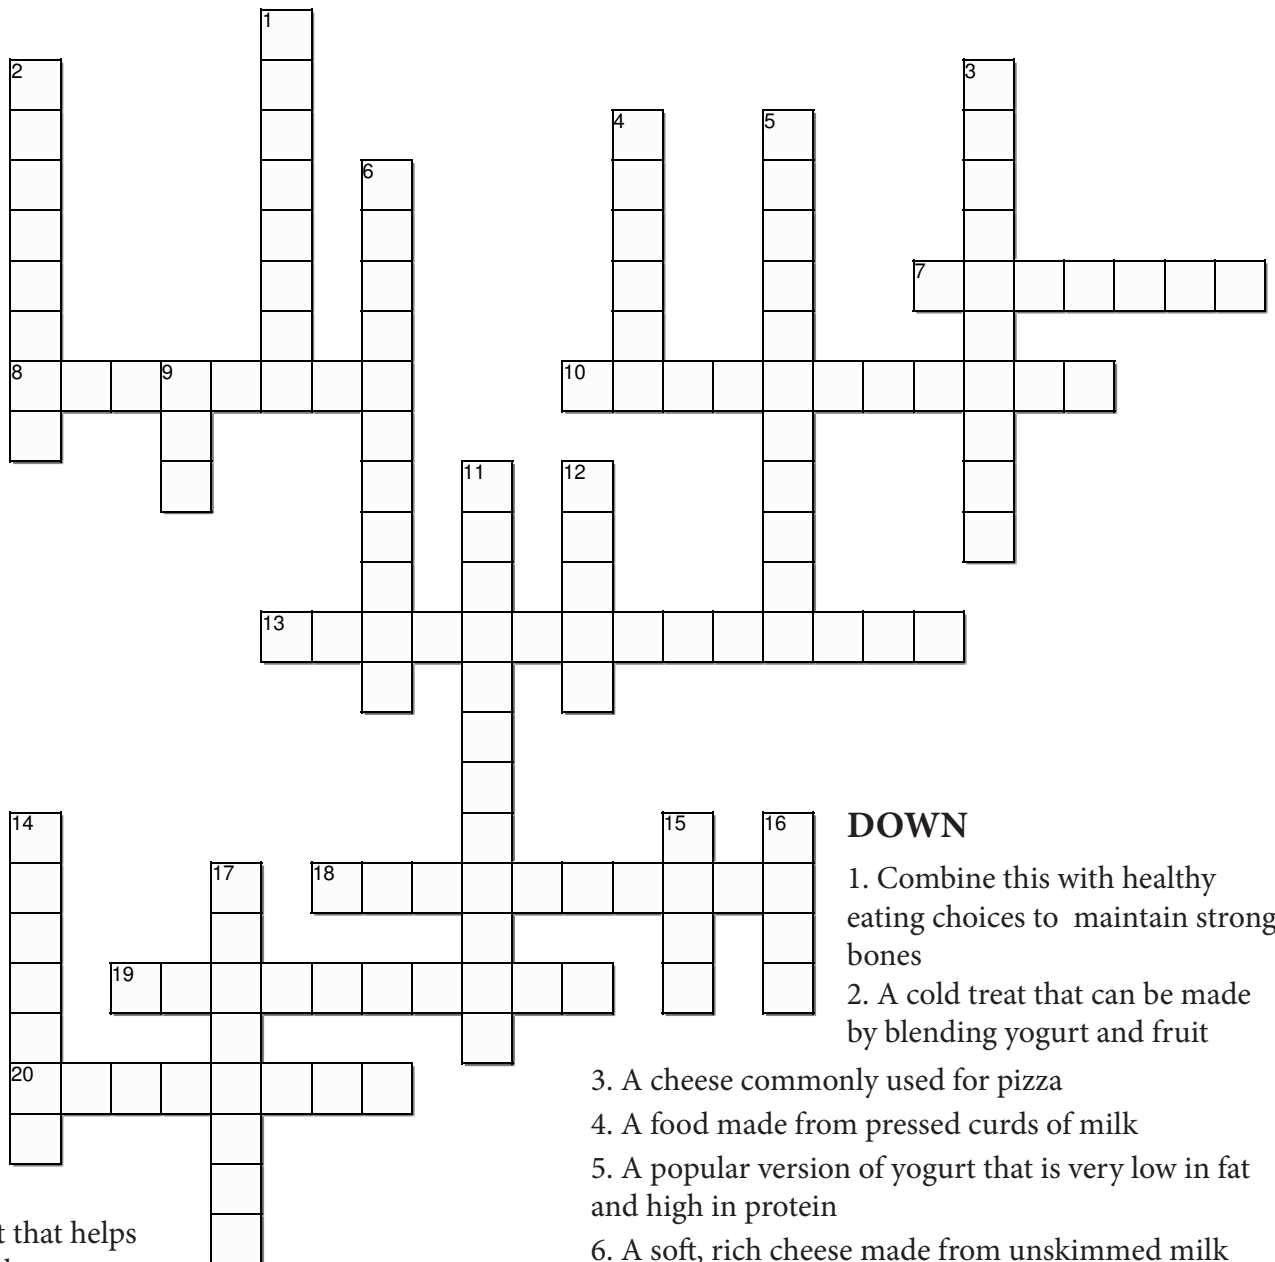 1
2
3
4
5
6
7
8
9
10
11
12
13
14
15
16
17
18
19
20
DOWN
1. Combine this with healthy
eating choices to  maintain strong
bones
2. A cold treat that can be made
by blending yogurt and fruit
3. A cheese commonly used for pizza
4. A food made from pressed curds of milk
5. A popular version of yogurt that is very low in fat
and high in protein
6. A soft, rich cheese made from unskimmed milk
that helps